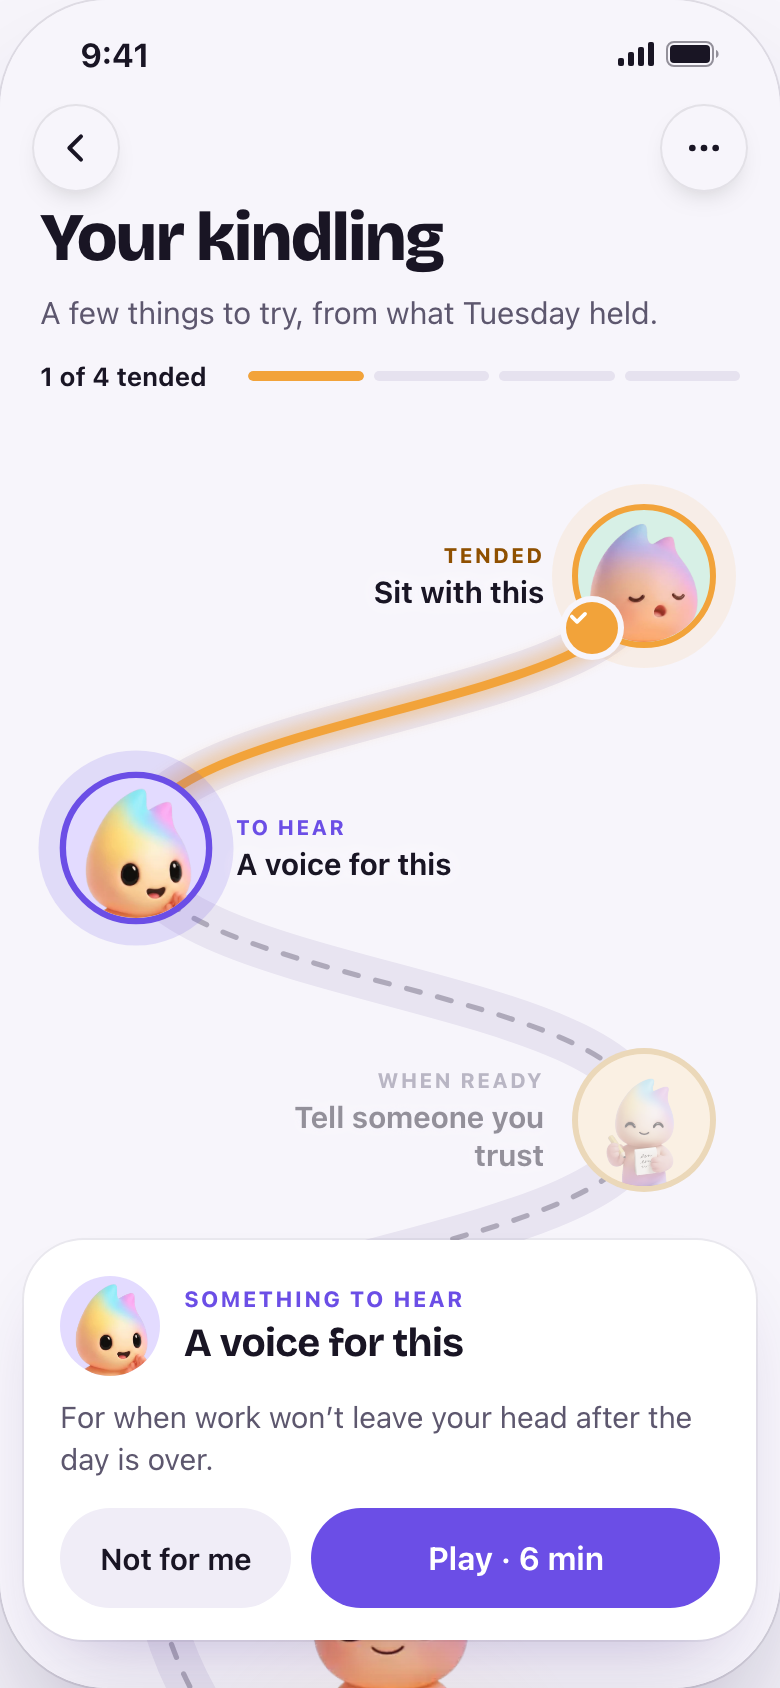 9:41
Your kindling
A few things to try, from what Tuesday held.
1 of 4 tended
TENDED
Sit with this
TO HEAR
A voice for this
WHEN READY
Tell someone you
trust
SOMETHING TO HEAR
A voice for this
For when work won’t leave your head after the
day is over.
Not for me
Play · 6 min